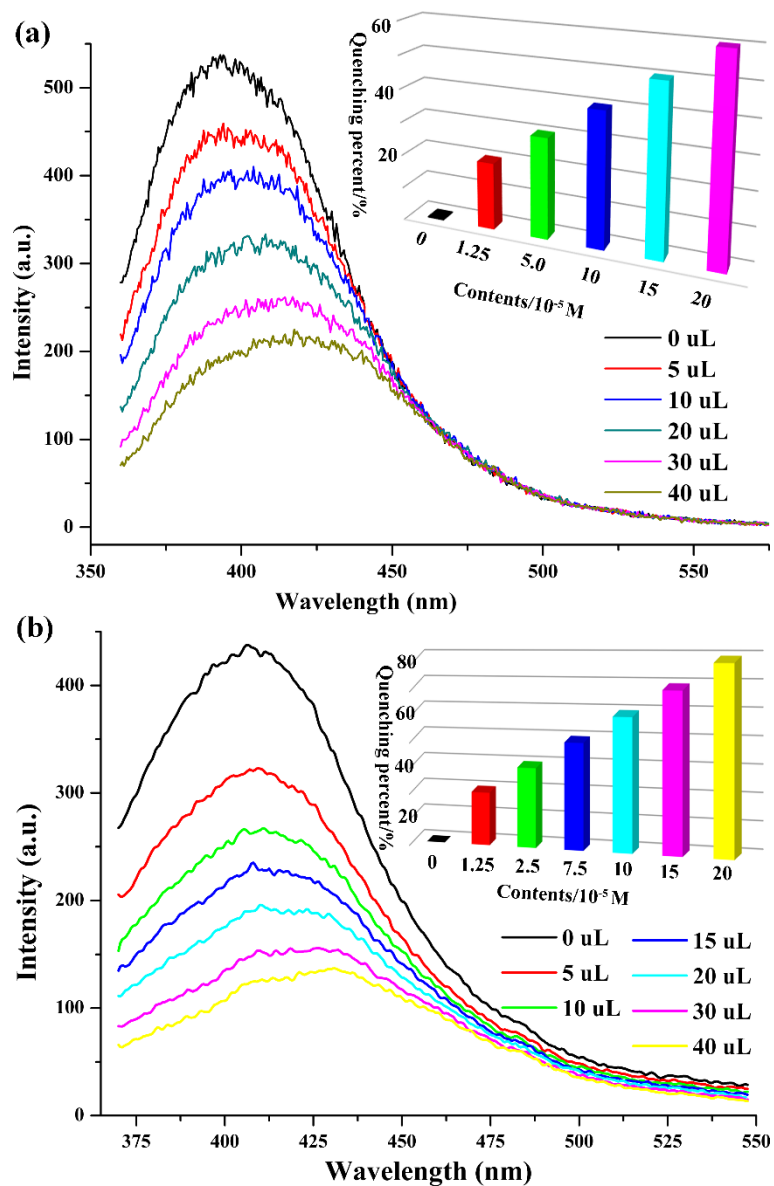 (a)
Intensity (a.u.)
500
400
300
200
100
0
350 400 450 500 550
Wavelength (nm)
Quenching percent/%
60
40
20
0 1.25 5.0 10 15 20
Contents/10⁻⁵ M
0 uL
5 uL
10 uL
20 uL
30 uL
40 uL
(b)
Intensity (a.u.)
400
300
200
100
0
375 400 425 450 475 500 525 550
Wavelength (nm)
Quenching percent/%
80
60
40
20
0 1.25 2.5 7.5 10 15 20
Contents/10⁻⁵ M
0 uL
5 uL
10 uL
15 uL
20 uL
30 uL
40 uL